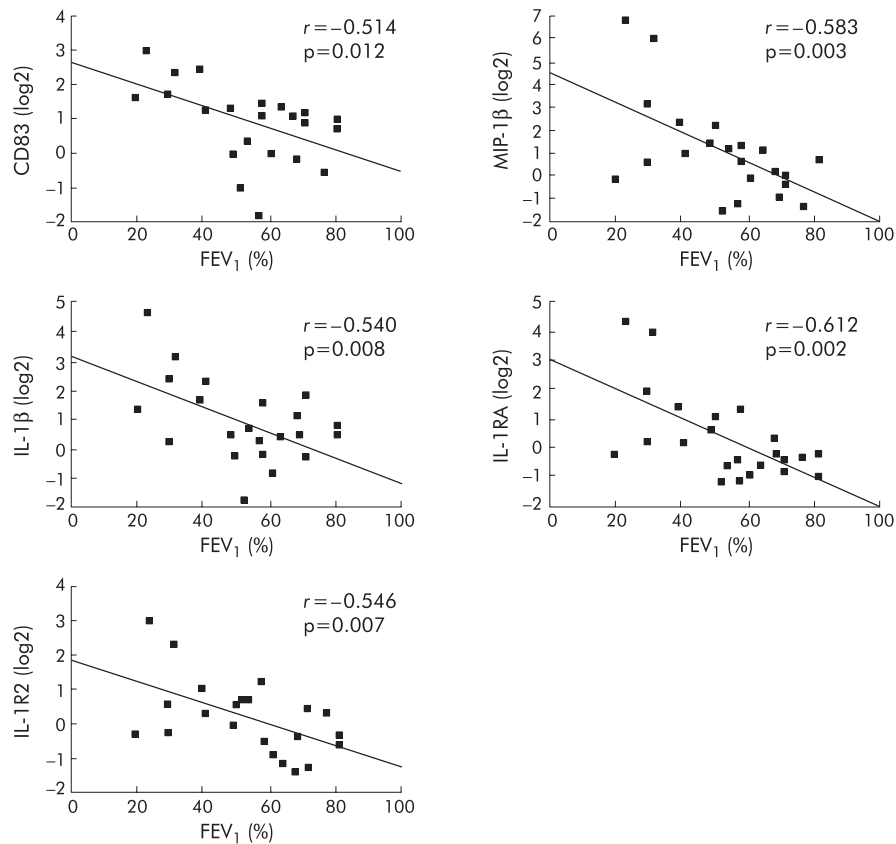 CD83 (log2)
4
3
2
1
0
–1
–2
r=–0.514
p=0.012
0 20 40 60 80 100
FEV1 (%)
MIP-1β (log2)
7
6
5
4
3
2
1
0
–1
–2
r=–0.583
p=0.003
0 20 40 60 80 100
FEV1 (%)
IL-1β (log2)
5
4
3
2
1
0
–1
–2
r=–0.540
p=0.008
0 20 40 60 80 100
FEV1 (%)
IL-1RA (log2)
5
4
3
2
1
0
–1
–2
r=–0.612
p=0.002
0 20 40 60 80 100
FEV1 (%)
IL-1R2 (log2)
4
3
2
1
0
–1
–2
r=–0.546
p=0.007
0 20 40 60 80 100
FEV1 (%)